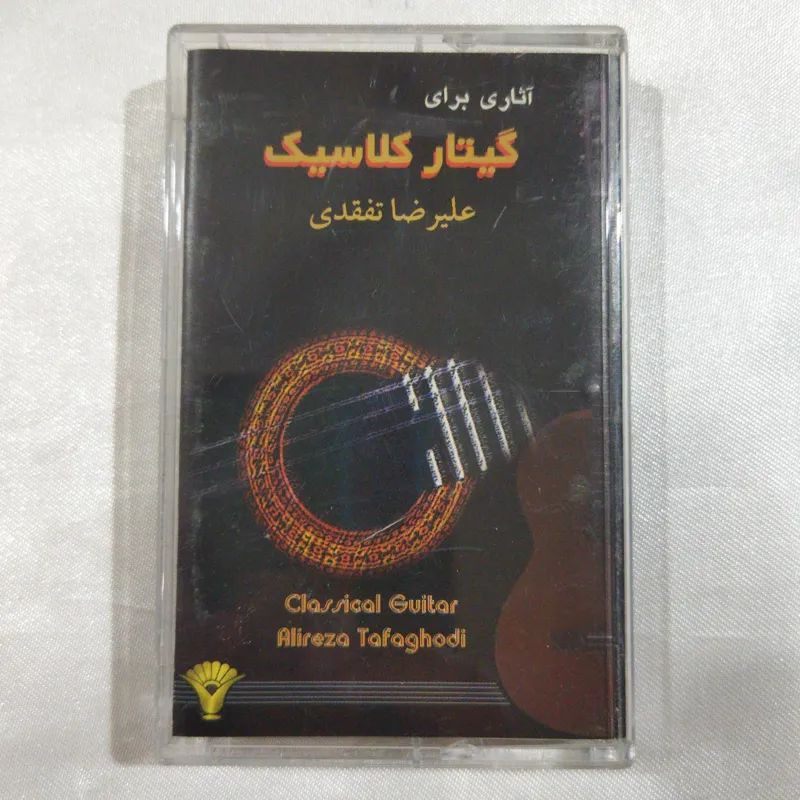 آثاری برای
گیتار کلاسیک
علیرضا تفقدی
Classical Guitar
Alireza Tafaghodi